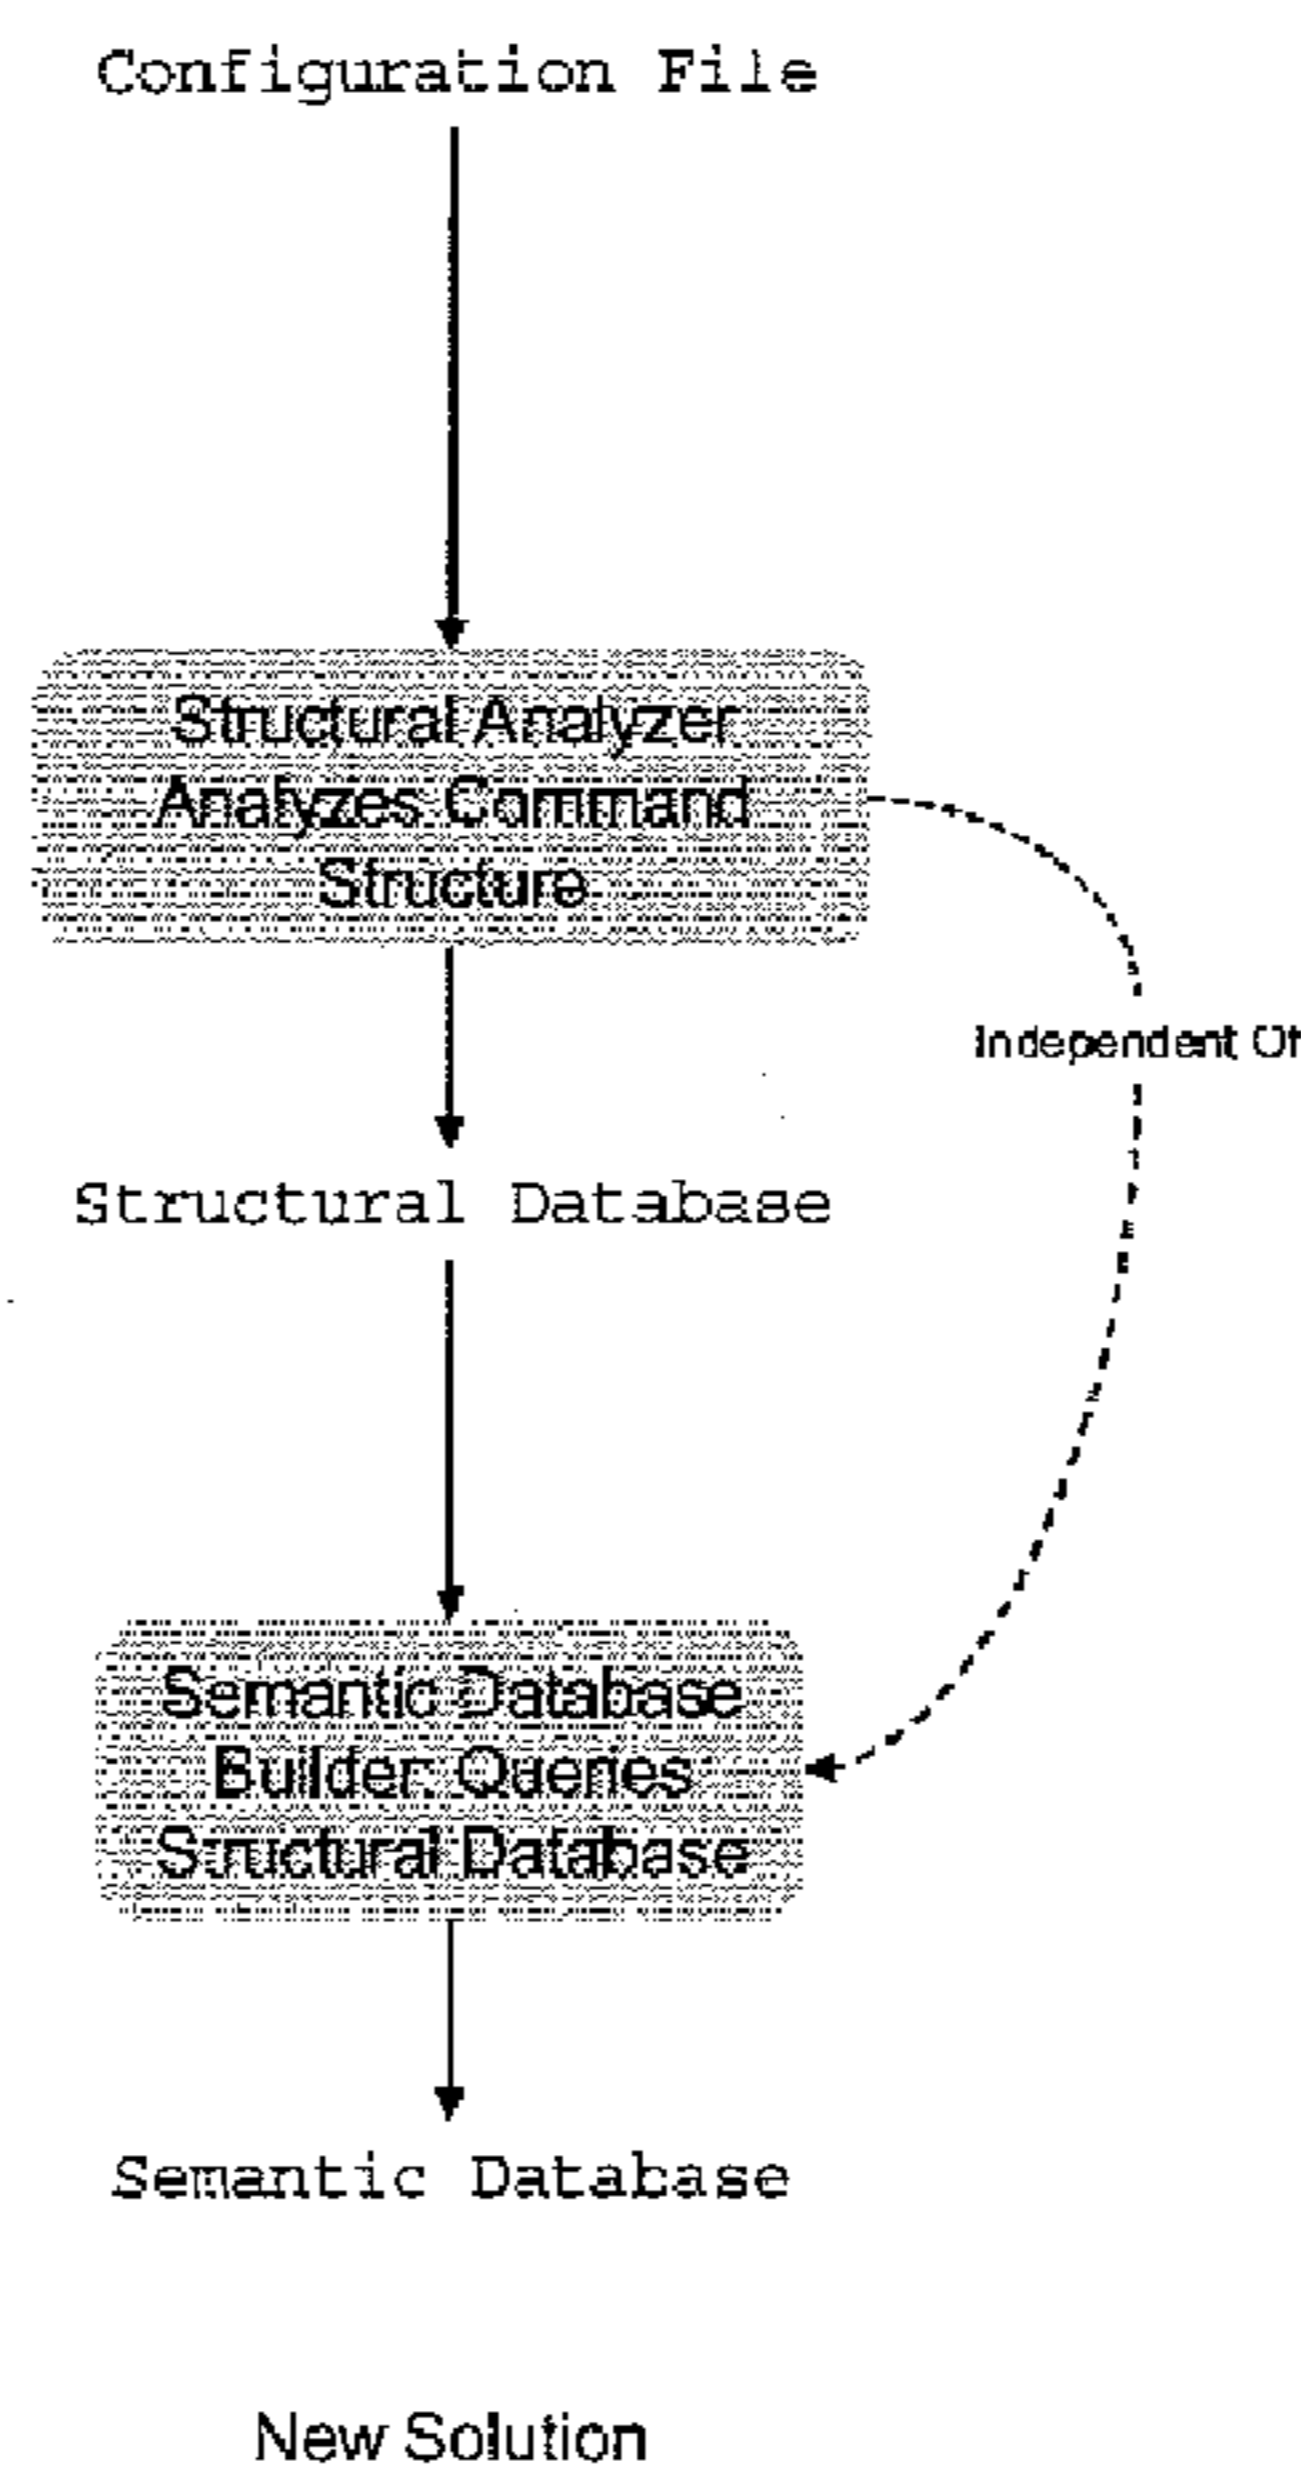 Configuration File
Structural Analyzer
Analyzes Command
Structure
Independent Of
Structural Database
Semantic Database
Builder: Queries
Structural Database
Semantic Database
New Solution